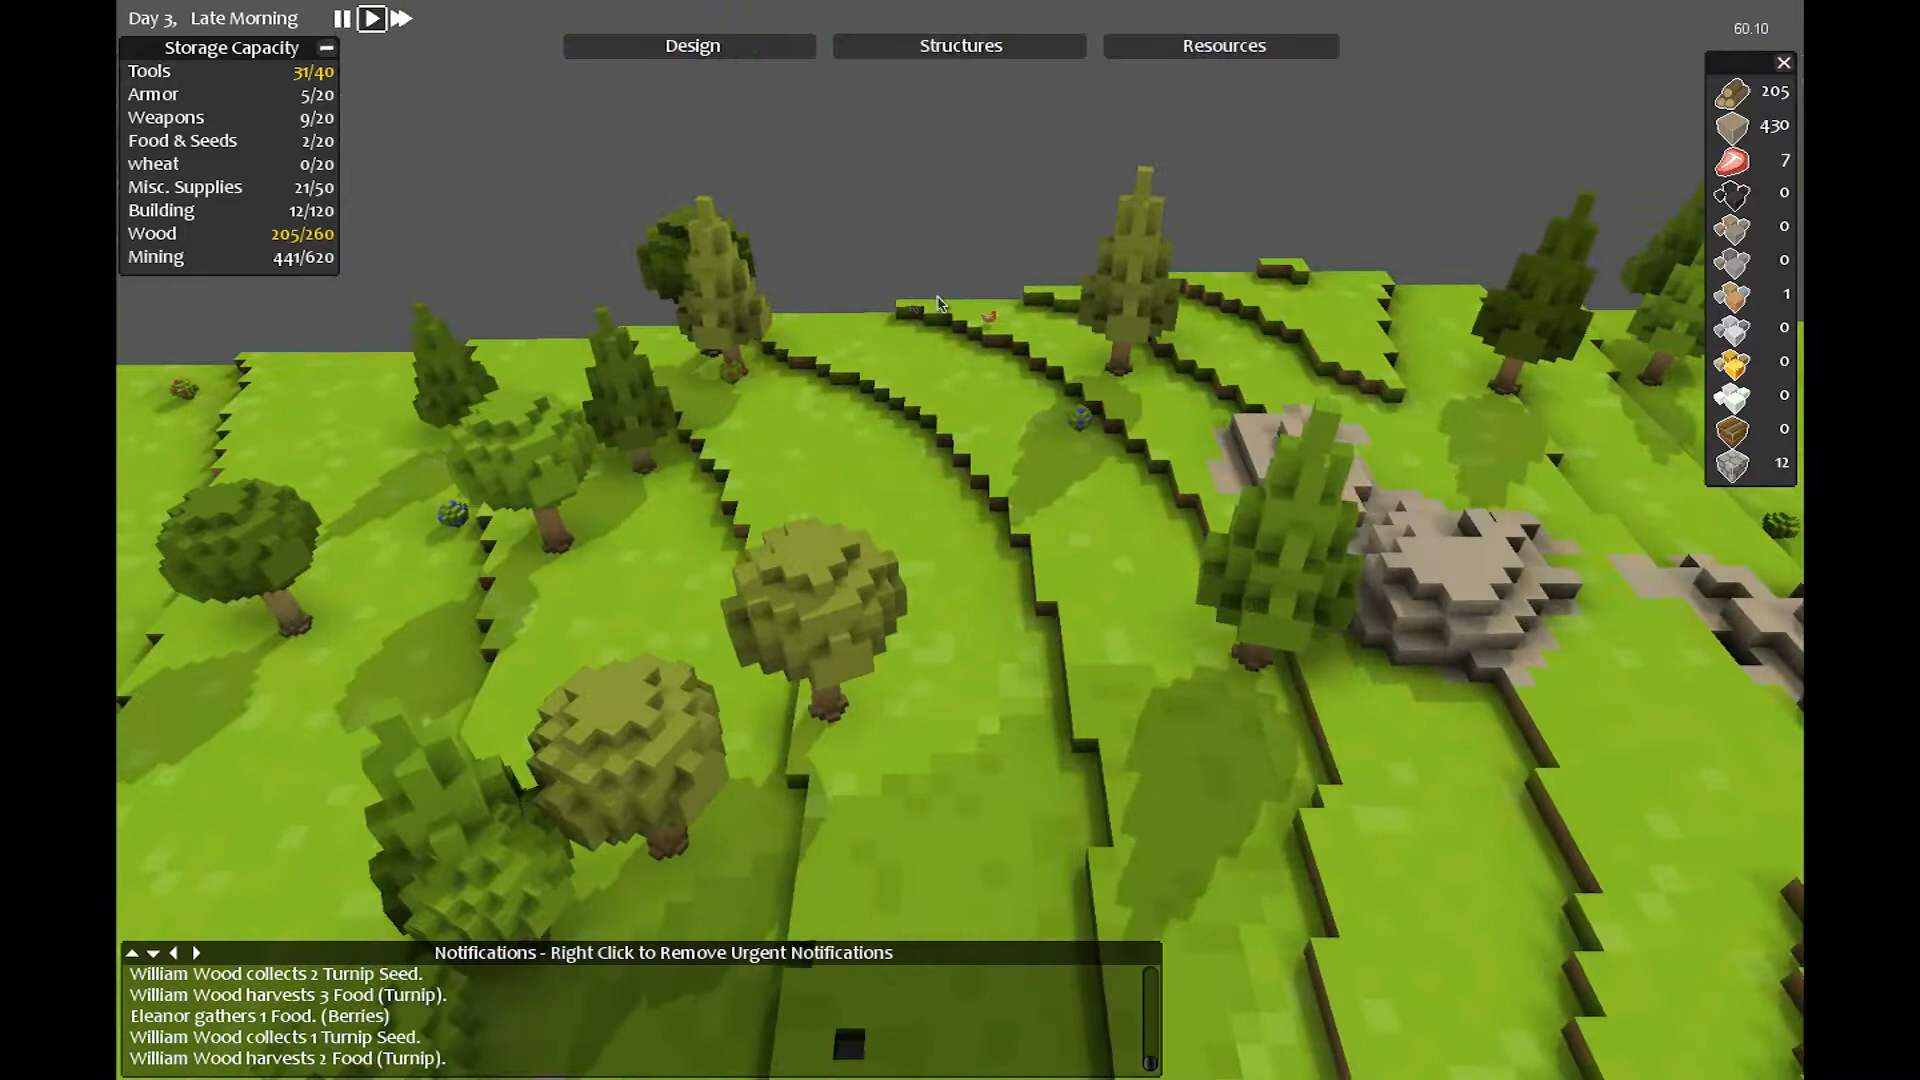 Day 3, Late Morning
Storage Capacity
Tools 31/40
Armor 5/20
Weapons 9/20
Food & Seeds 2/20
wheat 0/20
Misc. Supplies 21/50
Building 12/120
Wood 205/260
Mining 441/620
Design
Structures
Resources
60.10
205
430
7
0
0
0
1
0
0
0
0
12
Notifications - Right Click to Remove Urgent Notifications
William Wood collects 2 Turnip Seed.
William Wood harvests 3 Food (Turnip).
Eleanor gathers 1 Food. (Berries)
William Wood collects 1 Turnip Seed.
William Wood harvests 2 Food (Turnip).